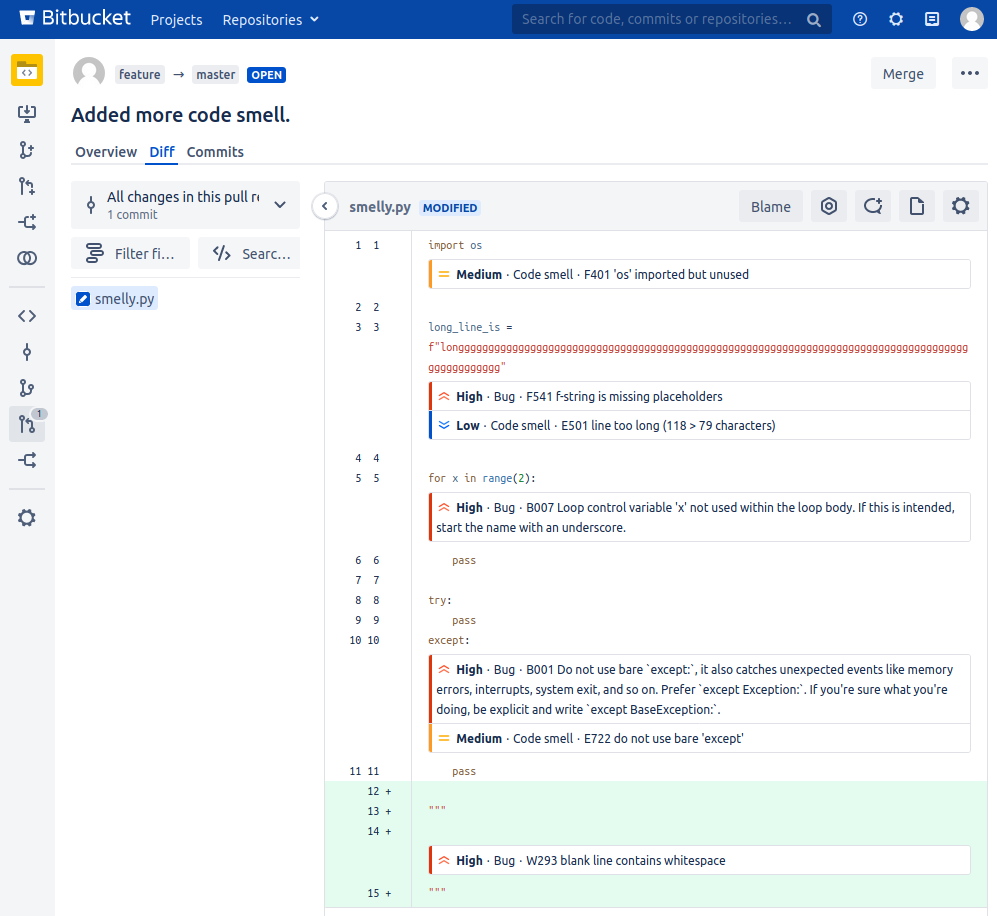 Bitbucket Projects Repositories Search for code, commits or repositories...
feature → master OPEN Merge
Added more code smell.
Overview Diff Commits
All changes in this pull re
1 commit
Filter fi... Searc...
smelly.py
1
smelly.py MODIFIED Blame
1 1 import os
Medium · Code smell · F401 'os' imported but unused
2 2
3 3 long_line_is =
f"longggggggggggggggggggggggggggggggggggggggggggggggggggggggggggggggggggggggggggggggggg
gggggggggggg"
High · Bug · F541 f-string is missing placeholders
Low · Code smell · E501 line too long (118 > 79 characters)
4 4
5 5 for x in range(2):
High · Bug · B007 Loop control variable 'x' not used within the loop body. If this is intended,
start the name with an underscore.
6 6 pass
7 7
8 8 try:
9 9 pass
10 10 except:
High · Bug · B001 Do not use bare `except:`, it also catches unexpected events like memory
errors, interrupts, system exit, and so on. Prefer `except Exception:`. If you're sure what you're
doing, be explicit and write `except BaseException:`.
Medium · Code smell · E722 do not use bare 'except'
11 11 pass
12 +
13 + """
14 +
High · Bug · W293 blank line contains whitespace
15 + """